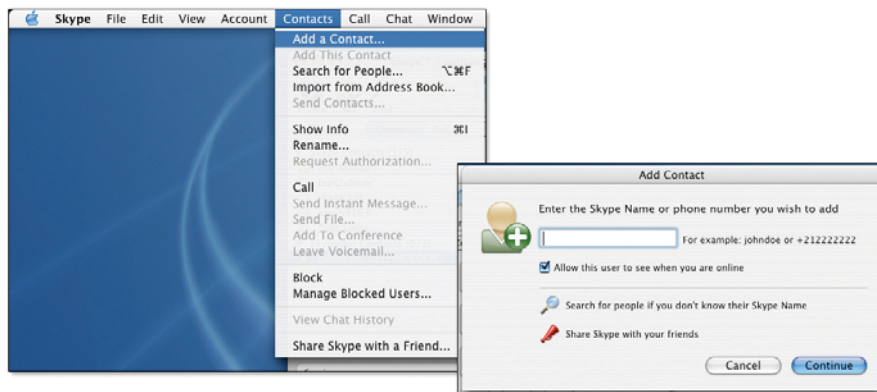 Skype File Edit View Account Contacts Call Chat Window
Add a Contact...
Add This Contact
Search for People... ⌥⌘F
Import from Address Book...
Send Contacts...
Show Info ⌘I
Rename...
Request Authorization...
Call
Send Instant Message...
Send File...
Add To Conference
Leave Voicemail...
Block
Manage Blocked Users...
View Chat History
Share Skype with a Friend...
Add Contact
Enter the Skype Name or phone number you wish to add
For example: johndoe or +212222222
Allow this user to see when you are online
Search for people if you don't know their Skype Name
Share Skype with your friends
Cancel Continue